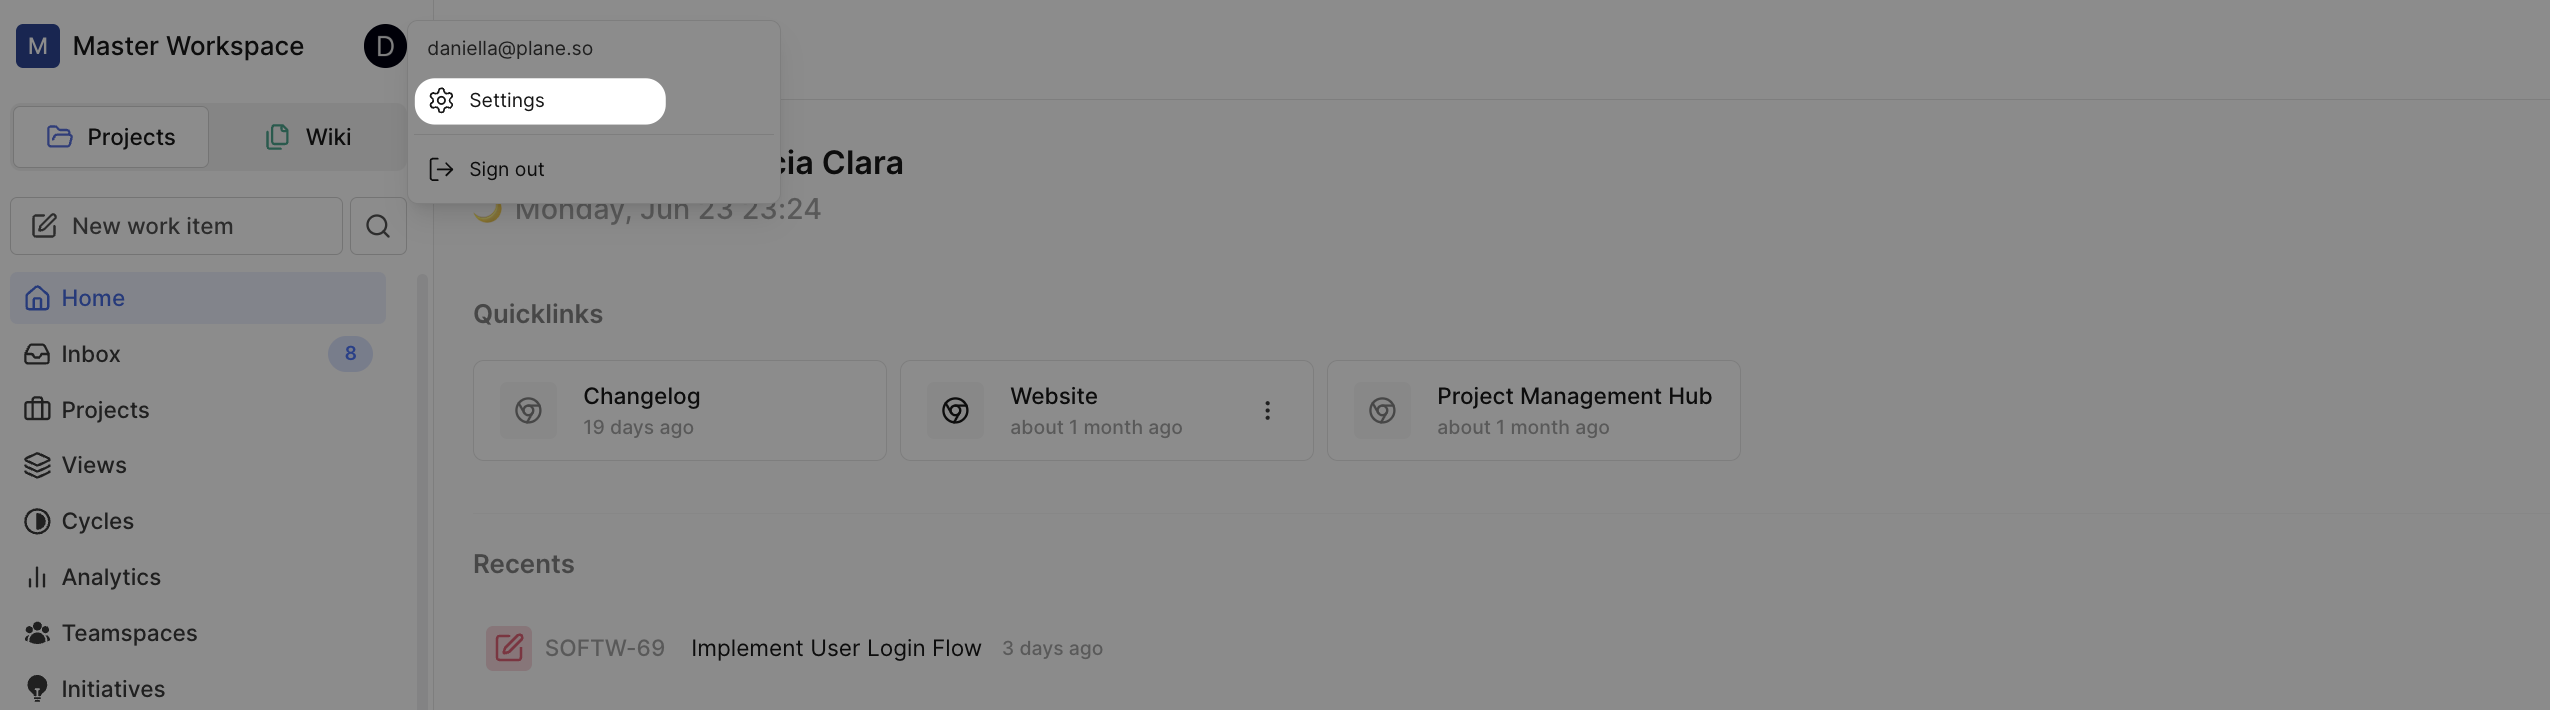 M Master Workspace D
daniella@plane.so
Settings
Sign out
Projects Wiki
New work item
Home
Inbox 8
Projects
Views
Cycles
Analytics
Teamspaces
Initiatives
Clara
Monday, Jun 23 23:24
Quicklinks
Changelog
19 days ago
Website
about 1 month ago
Project Management Hub
about 1 month ago
Recents
SOFTW-69 Implement User Login Flow 3 days ago